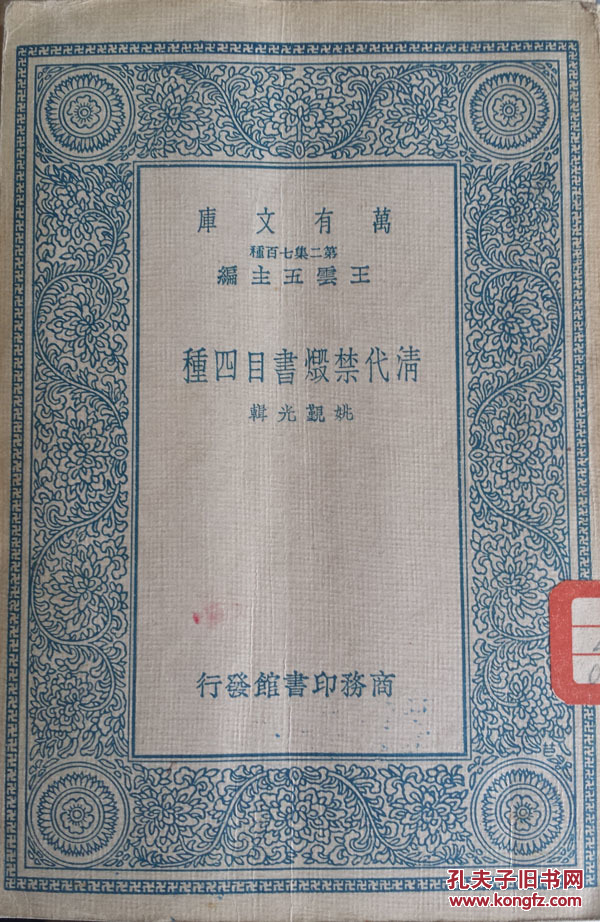 萬有文庫
第二集七百種
王雲五主編
清代禁燬書目四種
姚覲光輯
商務印書館發行
孔夫子旧书网
www.kongfz.com